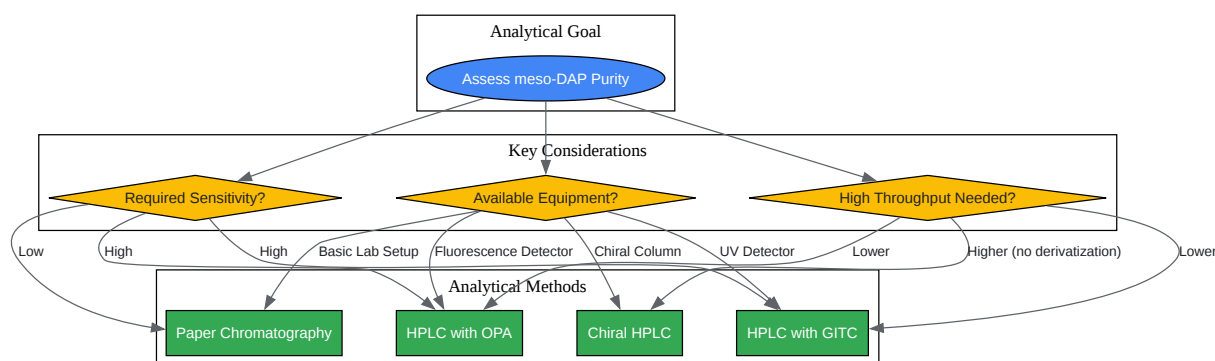 Analytical Goal
Assess meso-DAP Purity
Key Considerations
Required Sensitivity?
Available Equipment?
High Throughput Needed?
Low
High
High
Basic Lab Setup
Fluorescence Detector
Chiral Column
UV Detector
Lower
Higher (no derivatization)
Lower
Analytical Methods
Paper Chromatography
HPLC with OPA
Chiral HPLC
HPLC with GITC